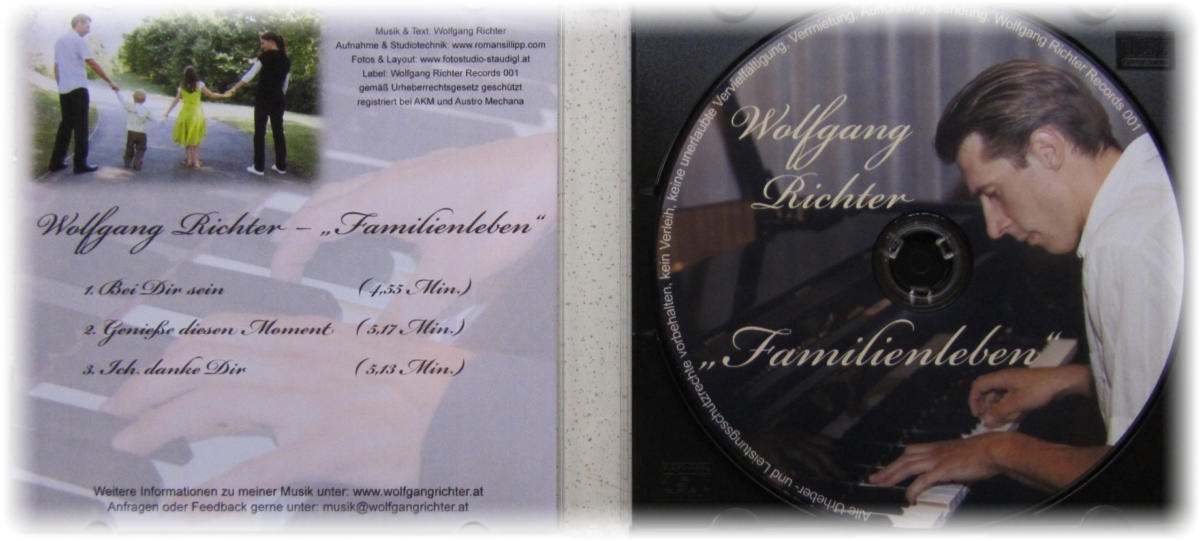 Musik & Text: Wolfgang Richter
Aufnahme & Studiotechnik: www.romansillipp.com
Fotos & Layout: www.fotostudio-staudigl.at
Label: Wolfgang Richter Records 001
gemäß Urheberrechtsgesetz geschützt
registriert bei AKM und Austro Mechana
Wolfgang Richter – „Familienleben“
1. Bei Dir sein (4,55 Min.)
2. Genieße diesen Moment (5,17 Min.)
3. Ich danke Dir (5,13 Min.)
Weitere Informationen zu meiner Musik unter: www.wolfgangrichter.at
Anfragen oder Feedback gerne unter: musik@wolfgangrichter.at
Wolfgang
Richter
„Familienleben“
Alle Urheber- und Leistungsschutzrechte vorbehalten, kein Verleih, keine unerlaubte Vervielfältigung, Vermietung, Aufführung, Sendung, Wolfgang Richter Records 001